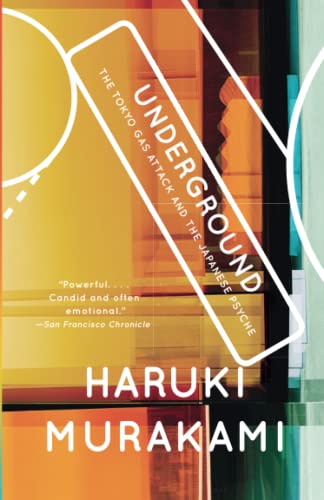 UNDERGROUND
THE TOKYO GAS ATTACK AND THE JAPANESE PSYCHE
"Powerful. . . .
Candid and often
emotional."
—San Francisco Chronicle
HARUKI
MURAKAMI